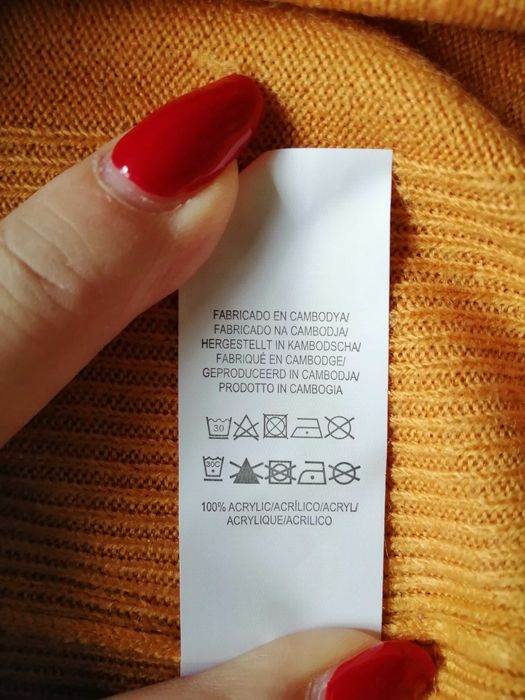 FABRICADO EN CAMBODYA/
FABRICADO NA CAMBODJA/
HERGESTELLT IN KAMBODSCHA/
FABRIQUÉ EN CAMBODGE/
GEPRODUCEERD IN CAMBODJA/
PRODOTTO IN CAMBOGIA
30
30C
100% ACRYLIC/ACRÍLICO/ACRYL/
ACRYLIQUE/ACRILICO